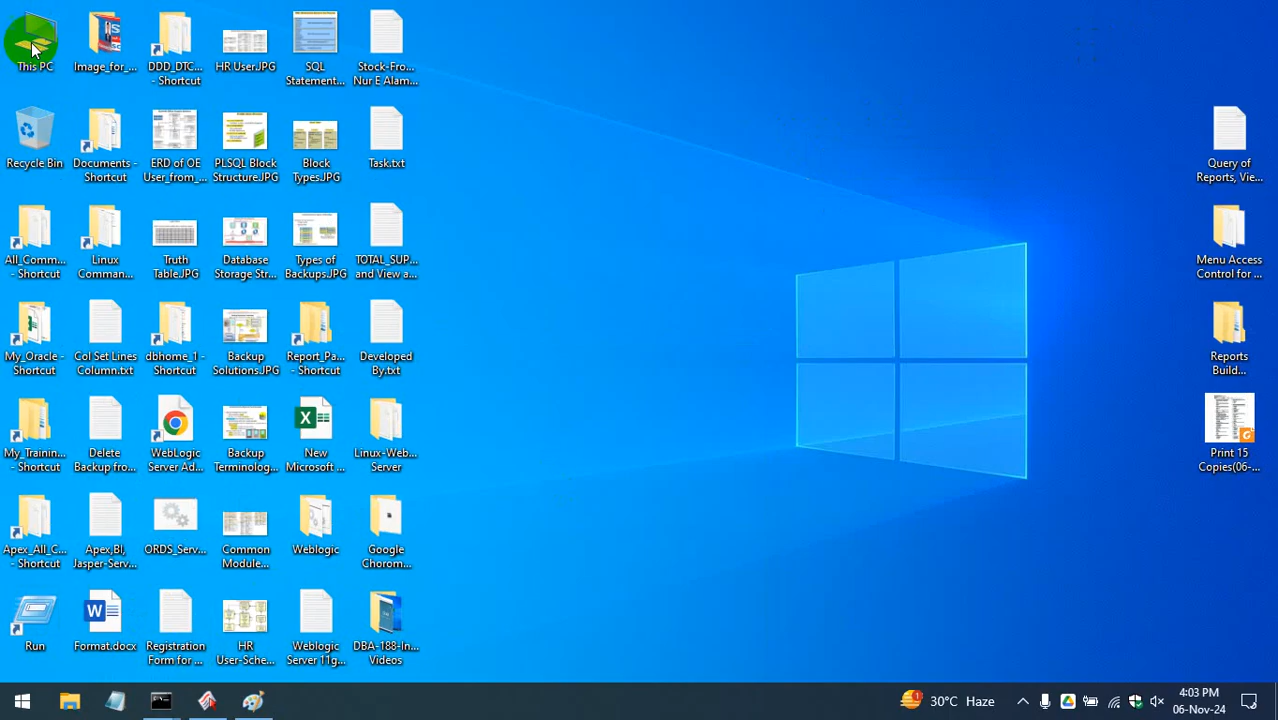 This PC
Image_for_...
DDD_DTC...
- Shortcut
HR User.JPG
SQL
Statement...
Stock-Fro...
Nur E Alam...
Recycle Bin
Documents -
Shortcut
ERD of OE
User_from_...
PLSQL Block
Structure.JPG
Block
Types.JPG
Task.txt
Query of
Reports, Vie...
All_Comm...
- Shortcut
Linux
Comman...
Truth
Table.JPG
Database
Storage Str...
Types of
Backups.JPG
TOTAL_SUP...
and View a...
Menu Access
Control for ...
My_Oracle -
Shortcut
Col Set Lines
Column.txt
dbhome_1 -
Shortcut
Backup
Solutions.JPG
Report_Pa...
- Shortcut
Developed
By.txt
Reports
Build...
My_Trainin...
- Shortcut
Delete
Backup fro...
WebLogic
Server Ad...
Backup
Terminolog...
New
Microsoft ...
Linux-Web...
Server
Print 15
Copies(06-...
Apex_All_C...
- Shortcut
Apex,BI,
Jasper-Serv...
ORDS_Serv...
Common
Module...
Weblogic
Google
Chorom...
Run
Format.docx
Registration
Form for ...
HR
User-Sche...
Weblogic
Server 11g...
DBA-188-In...
Videos
30°C Haze
4:03 PM
06-Nov-24